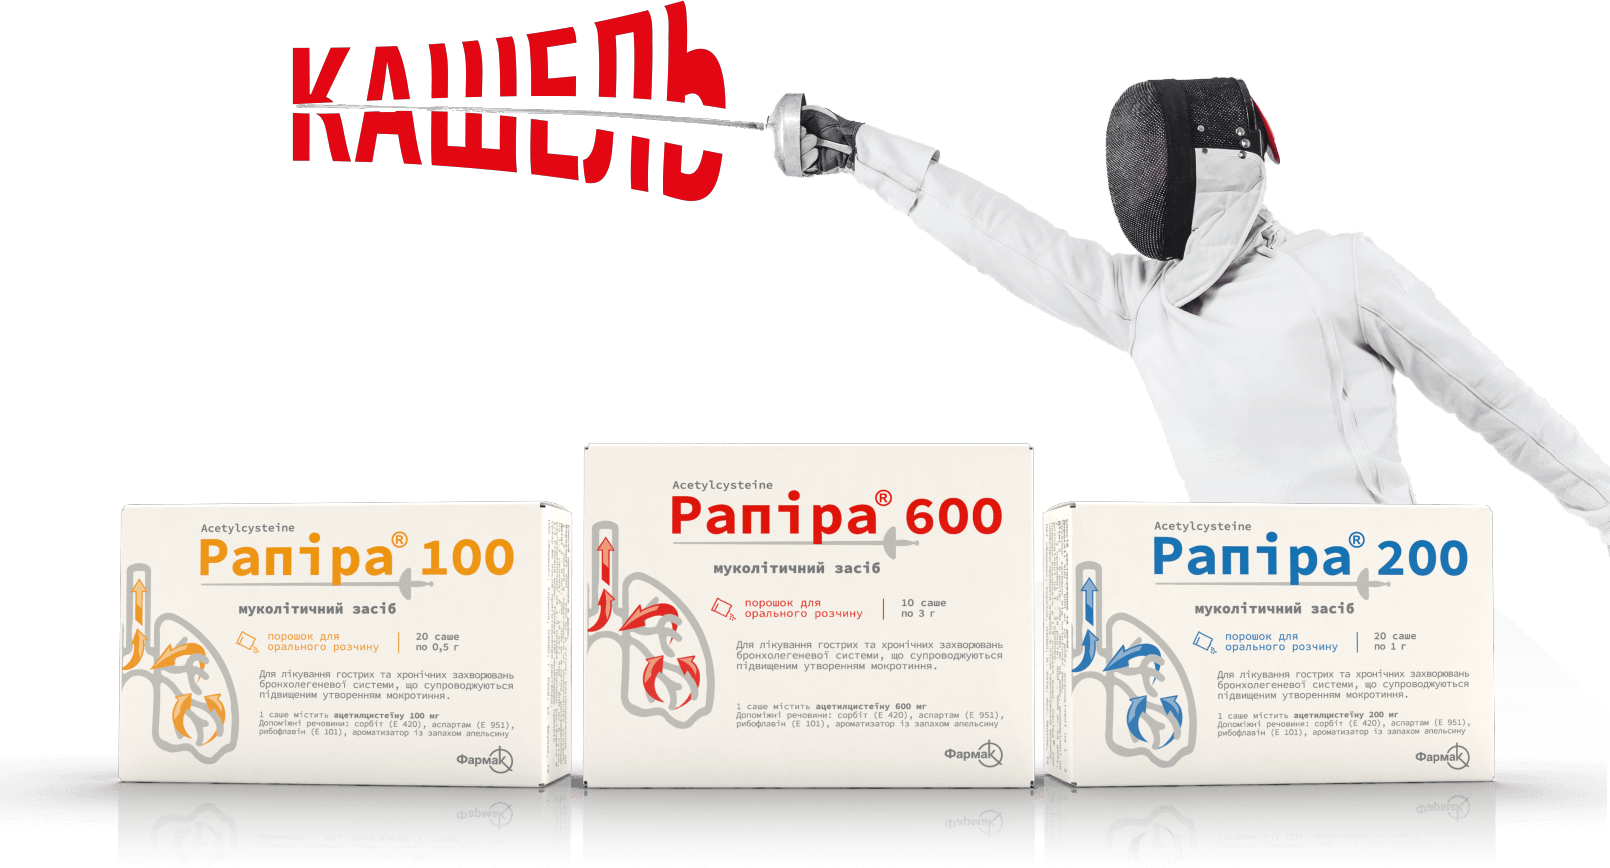 КАШЕЛЬ
Acetylcysteine
Рапіра® 100
муколітичний засіб
порошок для
орального розчину
20 саше
по 0,5 г
Для лікування гострих та хронічних захворювань
бронхолегеневої системи, що супроводжуються
підвищеним утворенням мокротиння.
1 саше містить ацетилцистеїну 100 мг
Допоміжні речовини: сорбіт (Е 420), аспартам (Е 951),
рибофлавін (Е 101), ароматизатор із запахом апельсину
Фармак
Acetylcysteine
Рапіра® 600
муколітичний засіб
порошок для
орального розчину
10 саше
по 3 г
Для лікування гострих та хронічних захворювань
бронхолегеневої системи, що супроводжуються
підвищеним утворенням мокротиння.
1 саше містить ацетилцистеїну 600 мг
Допоміжні речовини: сорбіт (Е 420), аспартам (Е 951),
рибофлавін (Е 101), ароматизатор із запахом апельсину
Фармак
Acetylcysteine
Рапіра® 200
муколітичний засіб
порошок для
орального розчину
20 саше
по 1 г
Для лікування гострих та хронічних захворювань
бронхолегеневої системи, що супроводжуються
підвищеним утворенням мокротиння.
1 саше містить ацетилцистеїну 200 мг
Допоміжні речовини: сорбіт (Е 420), аспартам (Е 951),
рибофлавін (Е 101), ароматизатор із запахом апельсину
Фармак